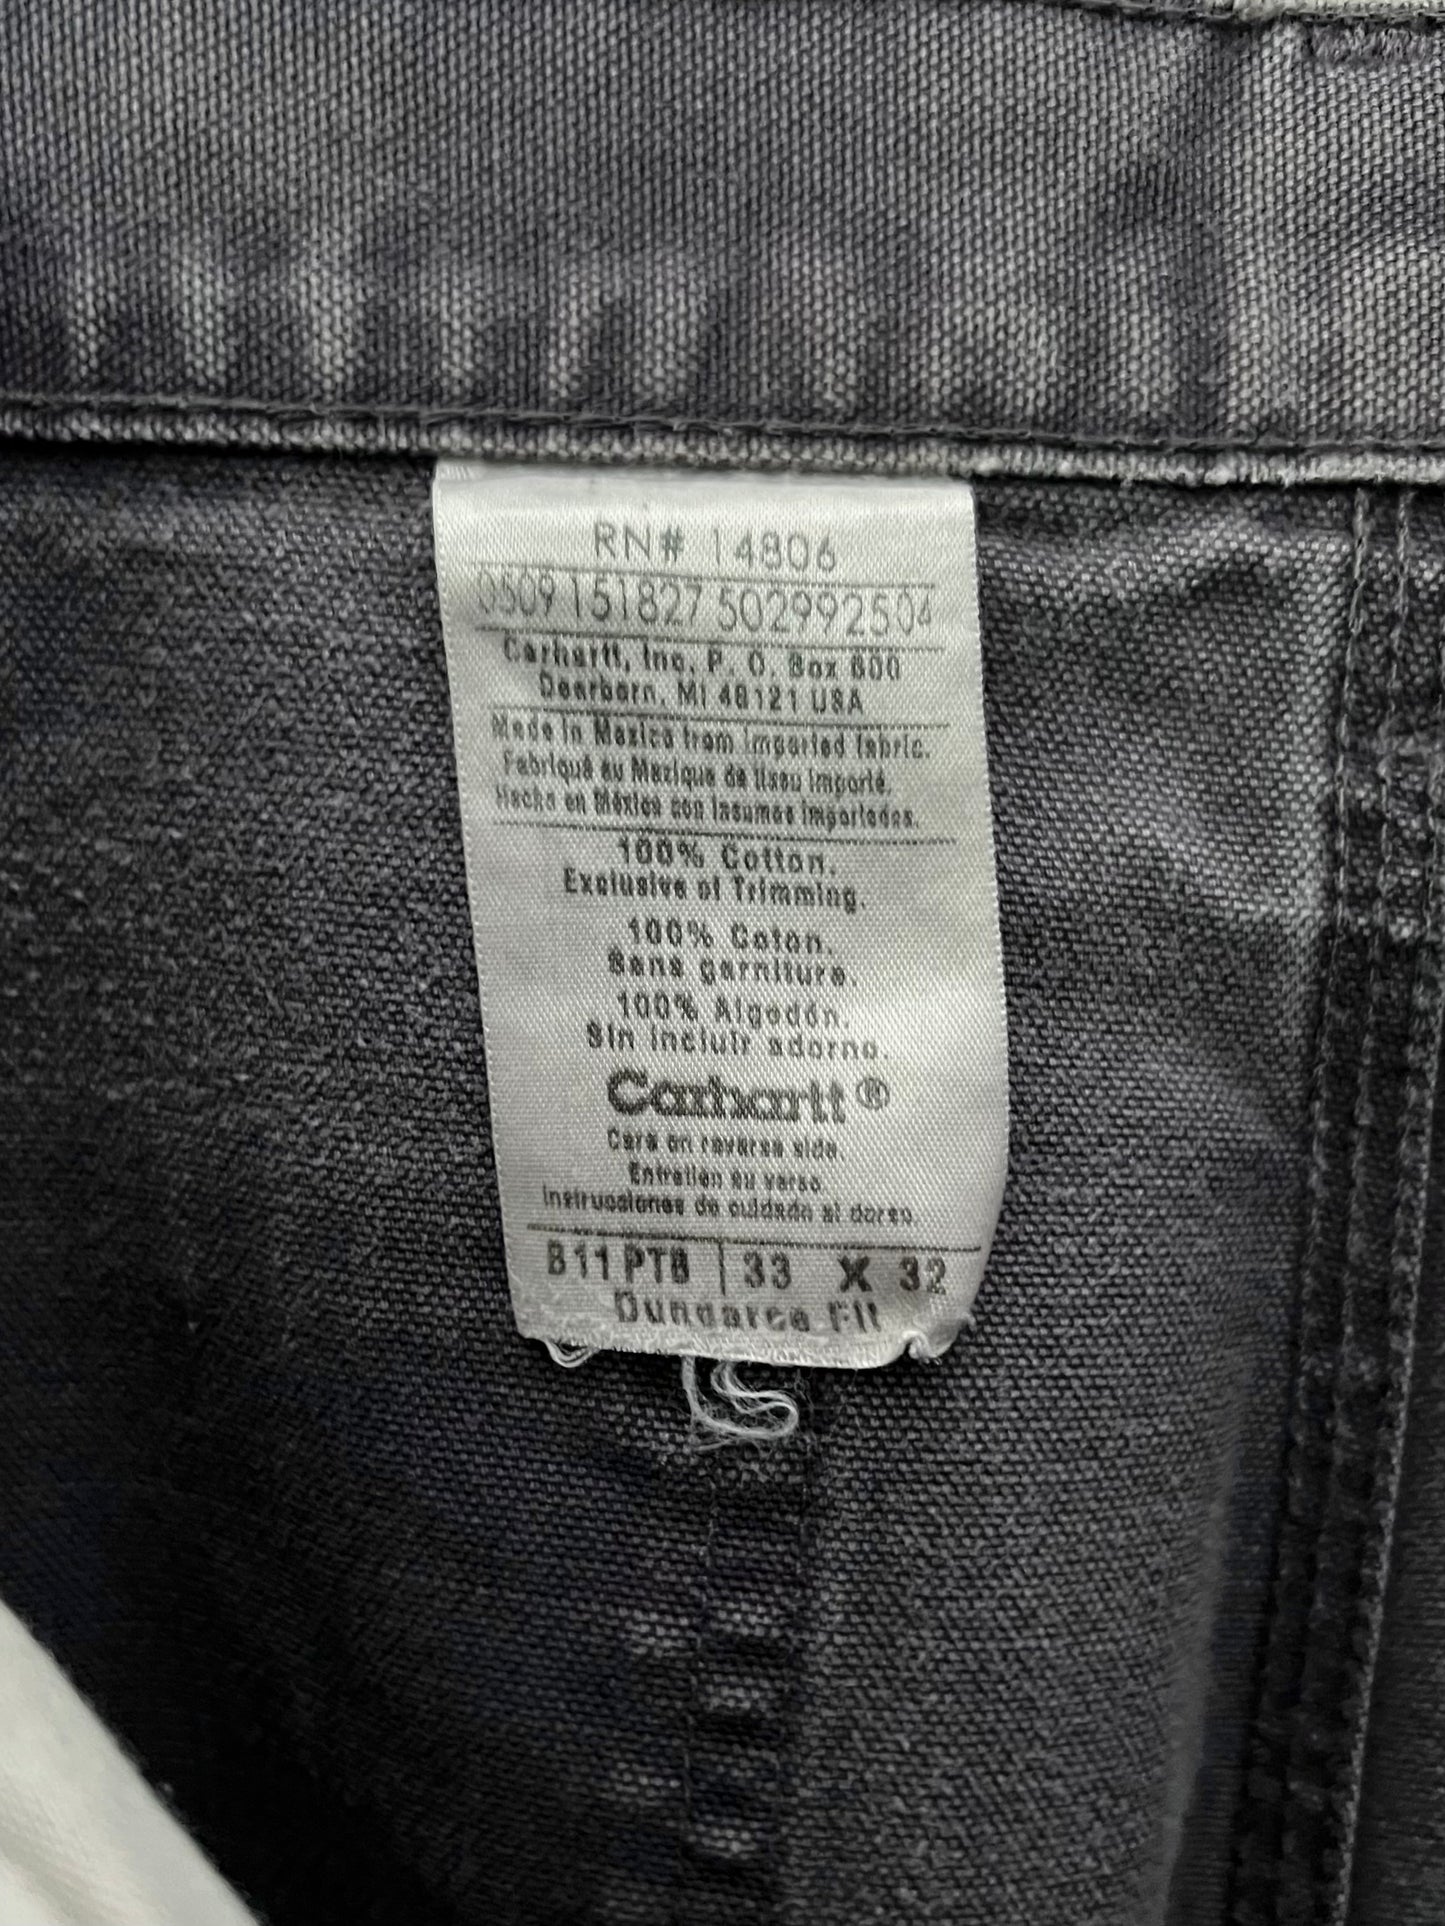 RN# 14806
0509 151827 502992504
Carhartt, Inc. P. O. Box 600
Dearborn, MI 48121 USA
Made in Mexico from imported fabric.
Fabriqué au Mexique de tissu importé.
Hecho en México con insumos importados.
100% Cotton.
Exclusive of Trimming.
100% Coton.
Sans garniture.
100% Algodón.
Sin incluir adorno.
Carhartt®
Care on reverse side.
Entretien au verso.
Instrucciones de cuidado al dorso.
B11 PTB | 33 X 32
Dungaree Fit